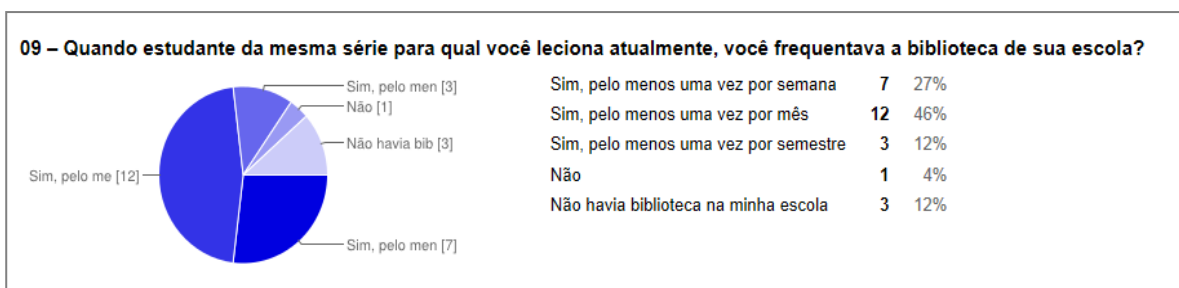 09 – Quando estudante da mesma série para qual você leciona atualmente, você frequentava a biblioteca de sua escola?
Sim, pelo men [3]
Não [1]
Não havia bib [3]
Sim, pelo me [12]
Sim, pelo men [7]
Sim, pelo menos uma vez por semana 7 27%
Sim, pelo menos uma vez por mês 12 46%
Sim, pelo menos uma vez por semestre 3 12%
Não 1 4%
Não havia biblioteca na minha escola 3 12%